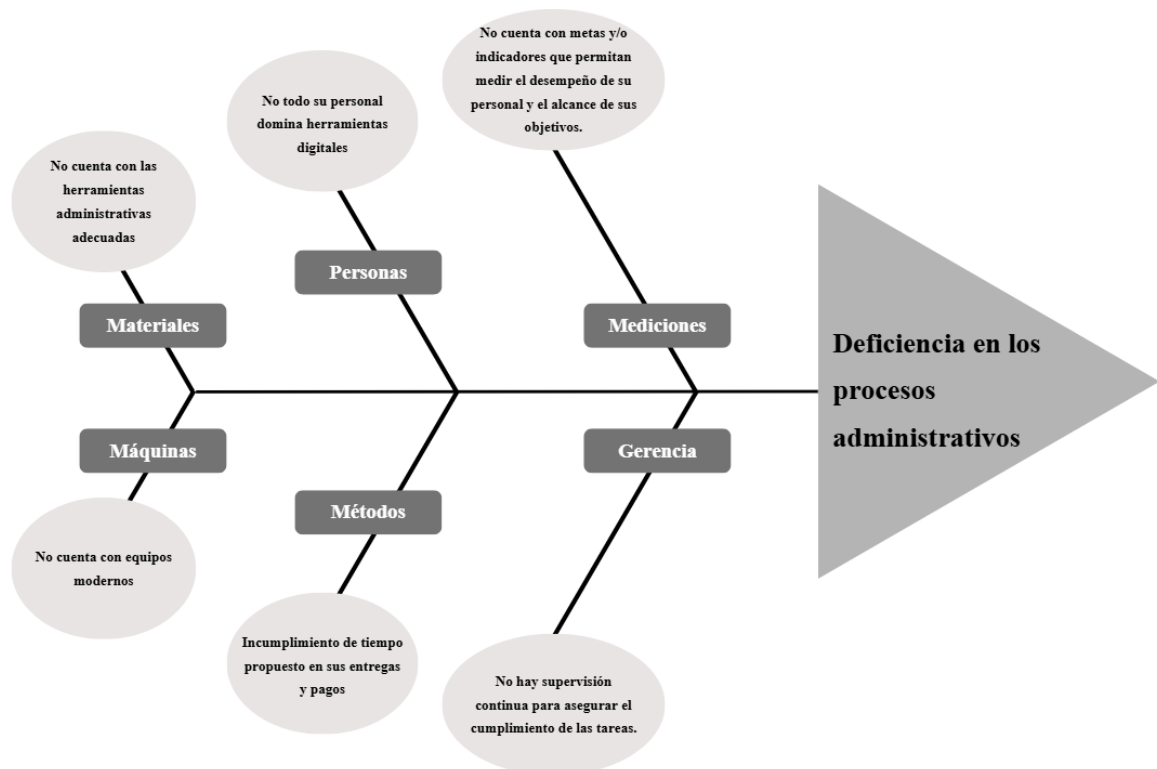 No cuenta con metas y/o
indicadores que permitan
medir el desempeño de su
personal y el alcance de sus
objetivos.
No todo su personal
domina herramientas
digitales
No cuenta con las
herramientas
administrativas
adecuadas
Personas
Materiales
Mediciones
Deficiencia en los
procesos
administrativos
Máquinas
Gerencia
Métodos
No cuenta con equipos
modernos
Incumplimiento de tiempo
propuesto en sus entregas
y pagos
No hay supervisión
continua para asegurar el
cumplimiento de las tareas.